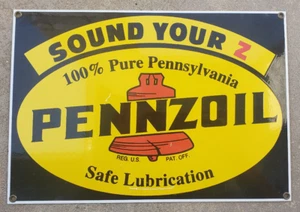 SOUND YOUR Z
100% Pure Pennsylvania
PENNZOIL
REG. U.S. PAT. OFF.
Safe Lubrication